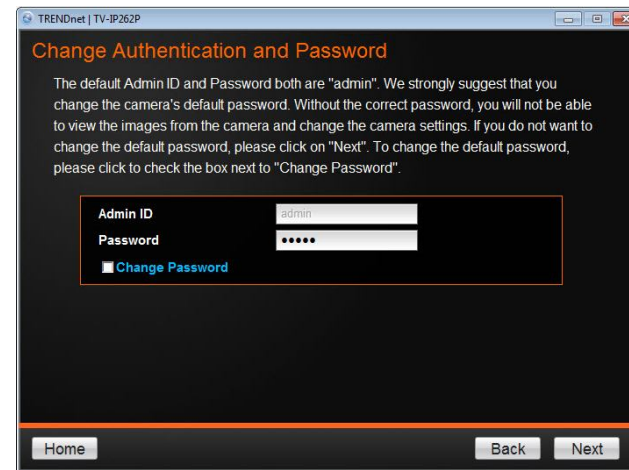 TRENDnet | TV-IP262P
Change Authentication and Password
The default Admin ID and Password both are "admin". We strongly suggest that you
change the camera's default password. Without the correct password, you will not be able
to view the images from the camera and change the camera settings. If you do not want to
change the default password, please click on "Next". To change the default password,
please click to check the box next to "Change Password".
Admin ID admin
Password •••••
Change Password
Home Back Next